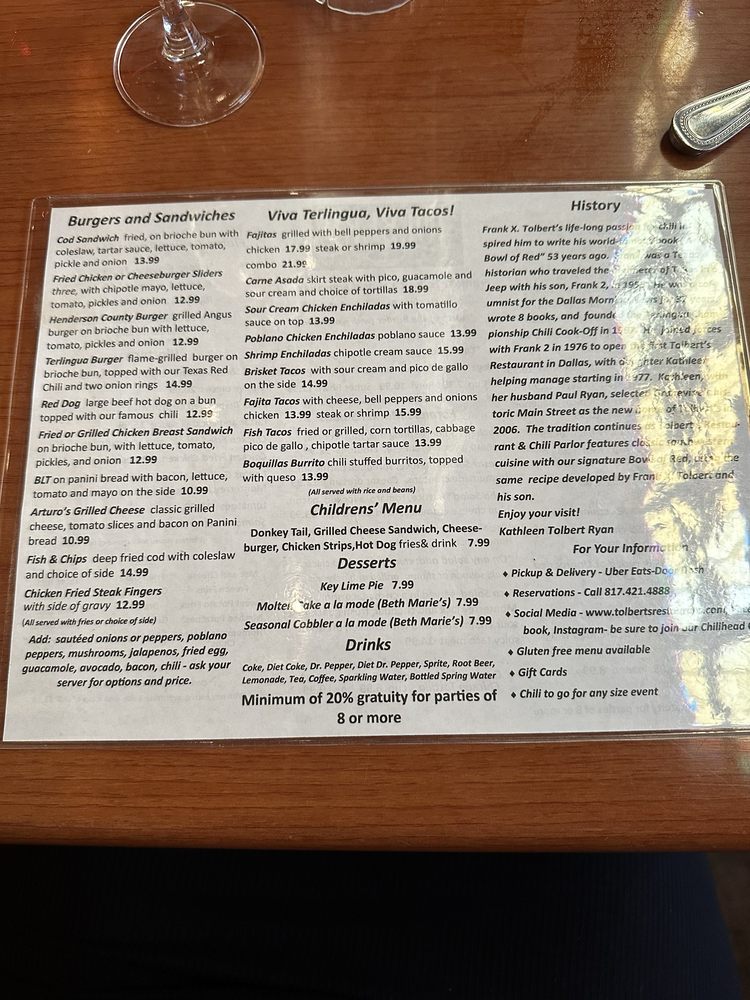 Burgers and Sandwiches
Cod Sandwich fried, on brioche bun with
coleslaw, tartar sauce, lettuce, tomato,
pickle and onion 13.99
Fried Chicken or Cheeseburger Sliders
three, with chipotle mayo, lettuce,
tomato, pickles and onion 12.99
Henderson County Burger grilled Angus
burger on brioche bun with lettuce,
tomato, pickles and onion 12.99
Terlingua Burger flame-grilled burger on
brioche bun, topped with our Texas Red
Chili and two onion rings 14.99
Red Dog large beef hot dog on a bun
topped with our famous chili 12.99
Fried or Grilled Chicken Breast Sandwich
on brioche bun, with lettuce, tomato,
pickles, and onion 12.99
BLT on panini bread with bacon, lettuce,
tomato and mayo on the side 10.99
Arturo's Grilled Cheese classic grilled
cheese, tomato slices and bacon on Panini
bread 10.99
Fish & Chips deep fried cod with coleslaw
and choice of side 14.99
Chicken Fried Steak Fingers
with side of gravy 12.99
(All served with fries or choice of side)
Add: sautéed onions or peppers, poblano
peppers, mushrooms, jalapenos, fried egg,
guacamole, avocado, bacon, chili - ask your
server for options and price.
Viva Terlingua, Viva Tacos!
Fajitas grilled with bell peppers and onions
chicken 17.99 steak or shrimp 19.99
combo 21.99
Carne Asada skirt steak with pico, guacamole and
sour cream and choice of tortillas 18.99
Sour Cream Chicken Enchiladas with tomatillo
sauce on top 13.99
Poblano Chicken Enchiladas poblano sauce 13.99
Shrimp Enchiladas chipotle cream sauce 15.99
Brisket Tacos with sour cream and pico de gallo
on the side 14.99
Fajita Tacos with cheese, bell peppers and onions
chicken 13.99 steak or shrimp 15.99
Fish Tacos fried or grilled, corn tortillas, cabbage
pico de gallo , chipotle tartar sauce 13.99
Boquillas Burrito chili stuffed burritos, topped
with queso 13.99
(All served with rice and beans)
Childrens' Menu
Donkey Tail, Grilled Cheese Sandwich, Cheese-
burger, Chicken Strips,Hot Dog fries& drink 7.99
Desserts
Key Lime Pie 7.99
Molten Cake a la mode (Beth Marie's) 7.99
Seasonal Cobbler a la mode (Beth Marie's) 7.99
Drinks
Coke, Diet Coke, Dr. Pepper, Diet Dr. Pepper, Sprite, Root Beer,
Lemonade, Tea, Coffee, Sparkling Water, Bottled Spring Water
Minimum of 20% gratuity for parties of
8 or more
History
Frank X. Tolbert's life-long passion chili in
spired him to write his world- book
Bowl of Red" 53 years ago. was a
historian who traveled the
Jeep with his son, Frank 2, He was
umnist for the Dallas
wrote 8 books, and
pionship Chili Cook-Off in He joined forces
with Frank 2 in 1976 to open first Tolbert's
Restaurant in Dallas, with daughter Kathleen
helping manage starting in 1977. Kathleen,
her husband Paul Ryan,
toric Main Street as the new
2006. The tradition continues as Tolbert's Restau-
rant & Chili Parlor features
cuisine with our signature Bowl Red, the
same recipe developed by Frank X. Tolbert and
his son.
Enjoy your visit!
Kathleen Tolbert Ryan
For Your Information
♦ Pickup & Delivery - Uber Eats-Door Dash
♦ Reservations - Call 817.421.4888
♦ Social Media -
book, Instagram- be sure to join our Chilihead
♦ Gluten free menu available
♦ Gift Cards
♦ Chili to go for any size event